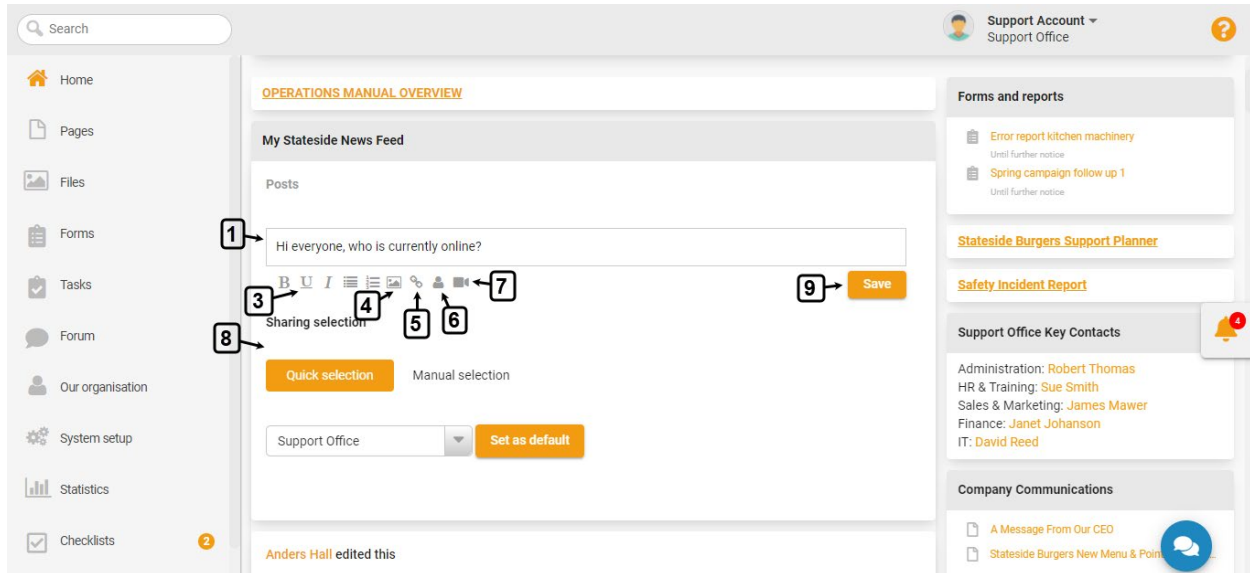 Search
Support Account
Support Office
?
Home
Pages
Files
Forms
Tasks
Forum
Our organisation
System setup
Statistics
Checklists
2
OPERATIONS MANUAL OVERVIEW
My Stateside News Feed
Posts
1
Hi everyone, who is currently online?
B U I
3
4
5
6
7
9
Save
Sharing selection
8
Quick selection
Manual selection
Support Office
Set as default
Anders Hall edited this
Forms and reports
Error report kitchen machinery
Until further notice
Spring campaign follow up 1
Until further notice
Stateside Burgers Support Planner
Safety Incident Report
4
Support Office Key Contacts
Administration: Robert Thomas
HR & Training: Sue Smith
Sales & Marketing: James Mawer
Finance: Janet Johanson
IT: David Reed
Company Communications
A Message From Our CEO
Stateside Burgers New Menu &